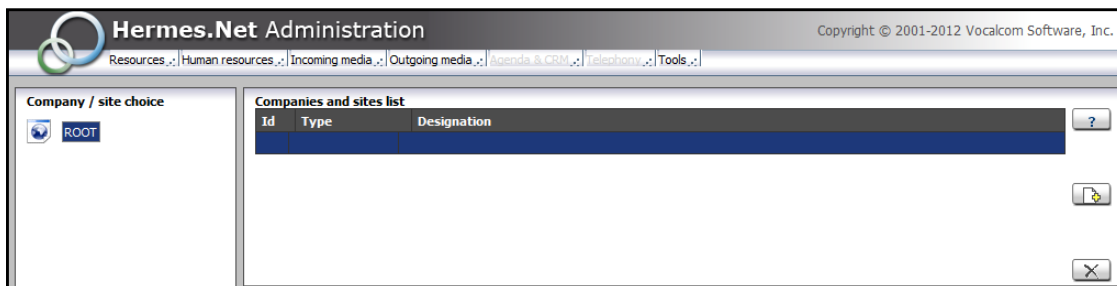 Hermes.Net Administration
Copyright © 2001-2012 Vocalcom Software, Inc.
Resources .: Human resources .: Incoming media .: Outgoing media .: Agenda & CRM .: Telephony .: Tools .:
Company / site choice
ROOT
Companies and sites list
Id Type Designation
?